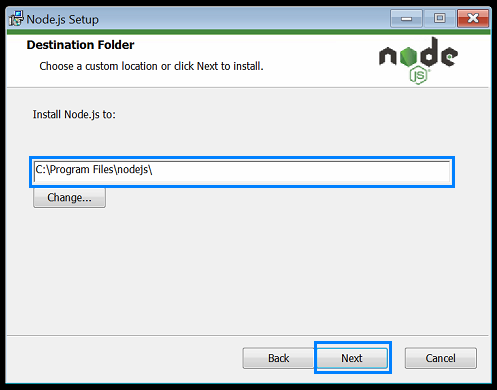 Node.js Setup
Destination Folder
Choose a custom location or click Next to install.
node
JS
Install Node.js to:
C:\Program Files\nodejs\
Change...
Back
Next
Cancel